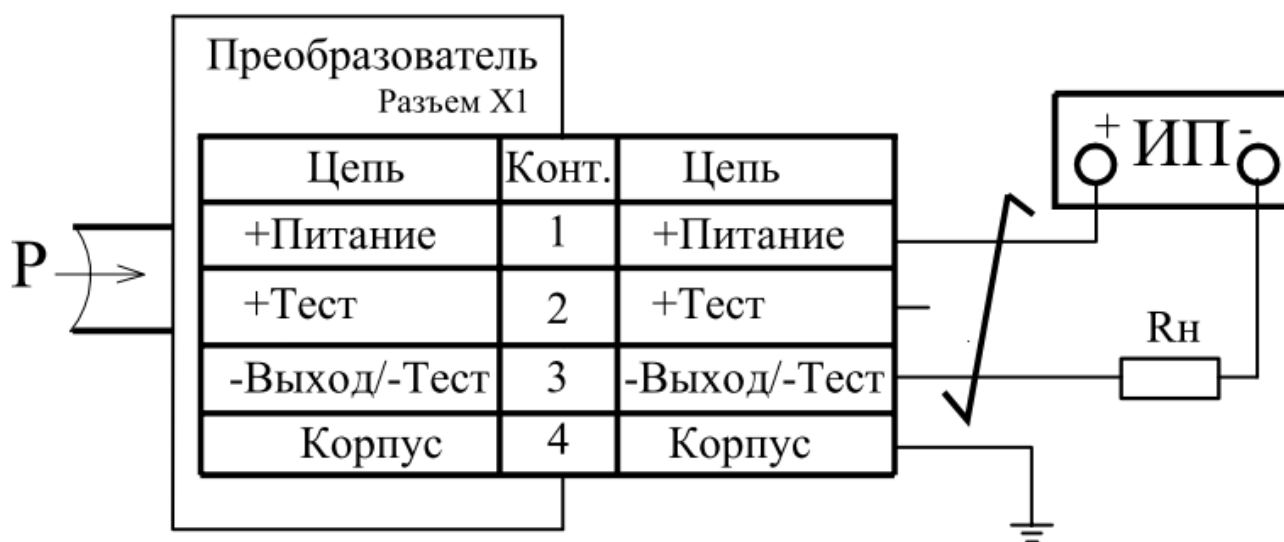 Преобразователь
Разъем X1
+ ИП -
Цепь Конт. Цепь
+Питание 1 +Питание
P
+Тест 2 +Тест
Rн
-Выход/-Тест 3 -Выход/-Тест
Корпус 4 Корпус